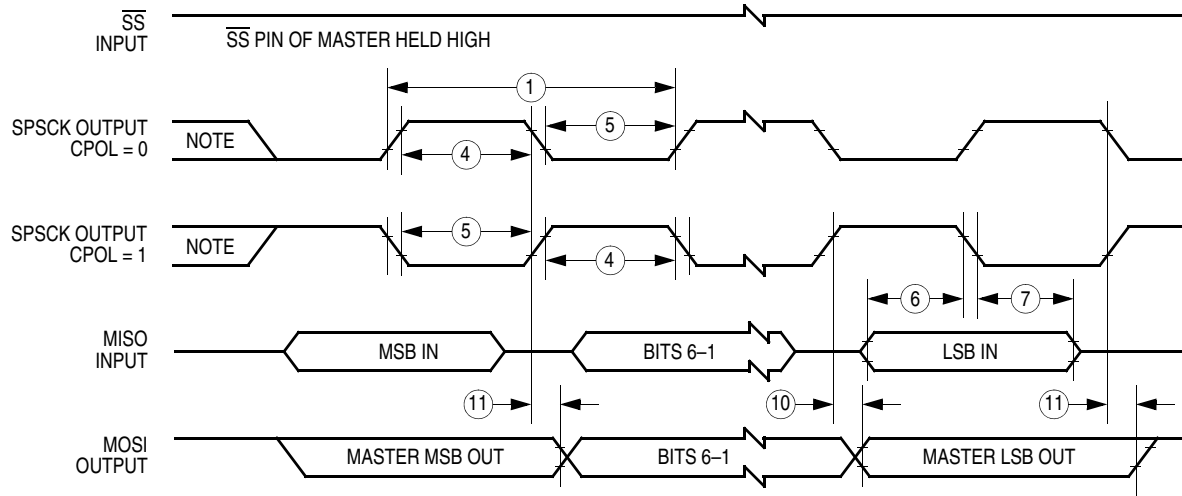 SS
INPUT
SS PIN OF MASTER HELD HIGH
1
SPSCK OUTPUT
CPOL = 0
NOTE
5
4
SPSCK OUTPUT
CPOL = 1
NOTE
5
4
6
7
MISO
INPUT
MSB IN
BITS 6–1
LSB IN
11
10
11
MOSI
OUTPUT
MASTER MSB OUT
BITS 6–1
MASTER LSB OUT